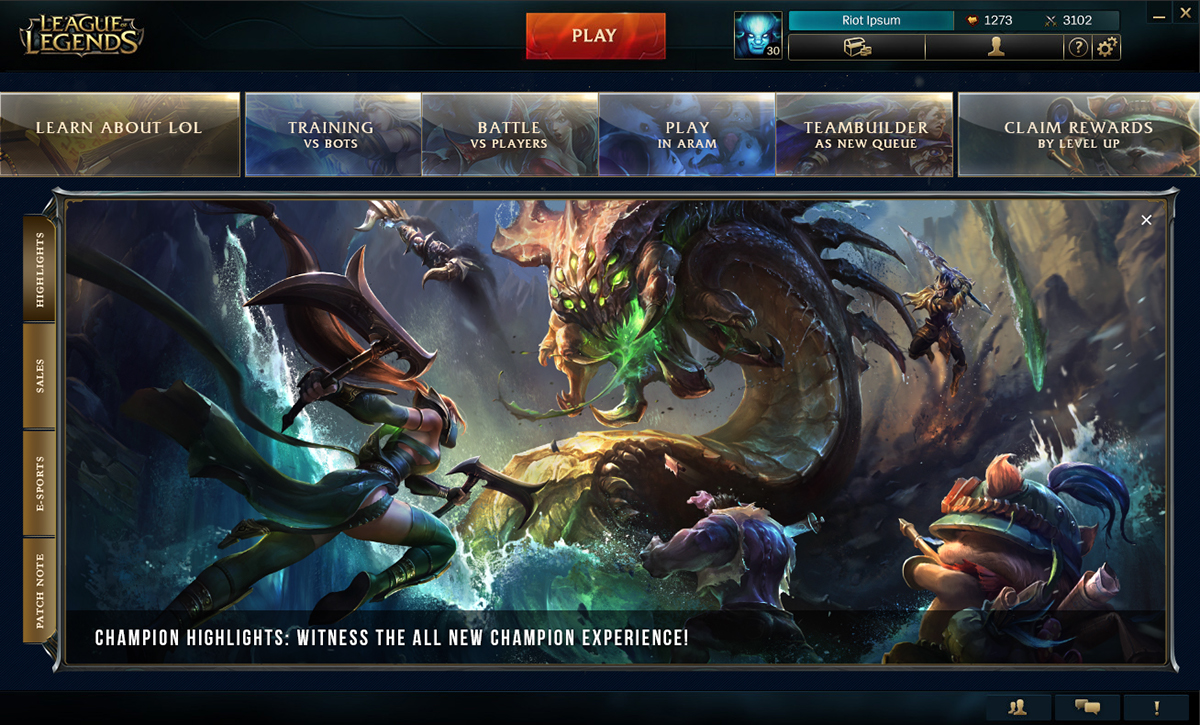 LEAGUE OF
LEGENDS
PLAY
30
Riot Ipsum
1273
3102
?
LEARN ABOUT LOL
TRAINING
VS BOTS
BATTLE
VS PLAYERS
PLAY
IN ARAM
TEAMBUILDER
AS NEW QUEUE
CLAIM REWARDS
BY LEVEL UP
HIGHLIGHTS
SALES
E-SPORTS
PATCH NOTE
CHAMPION HIGHLIGHTS: WITNESS THE ALL NEW CHAMPION EXPERIENCE!
!